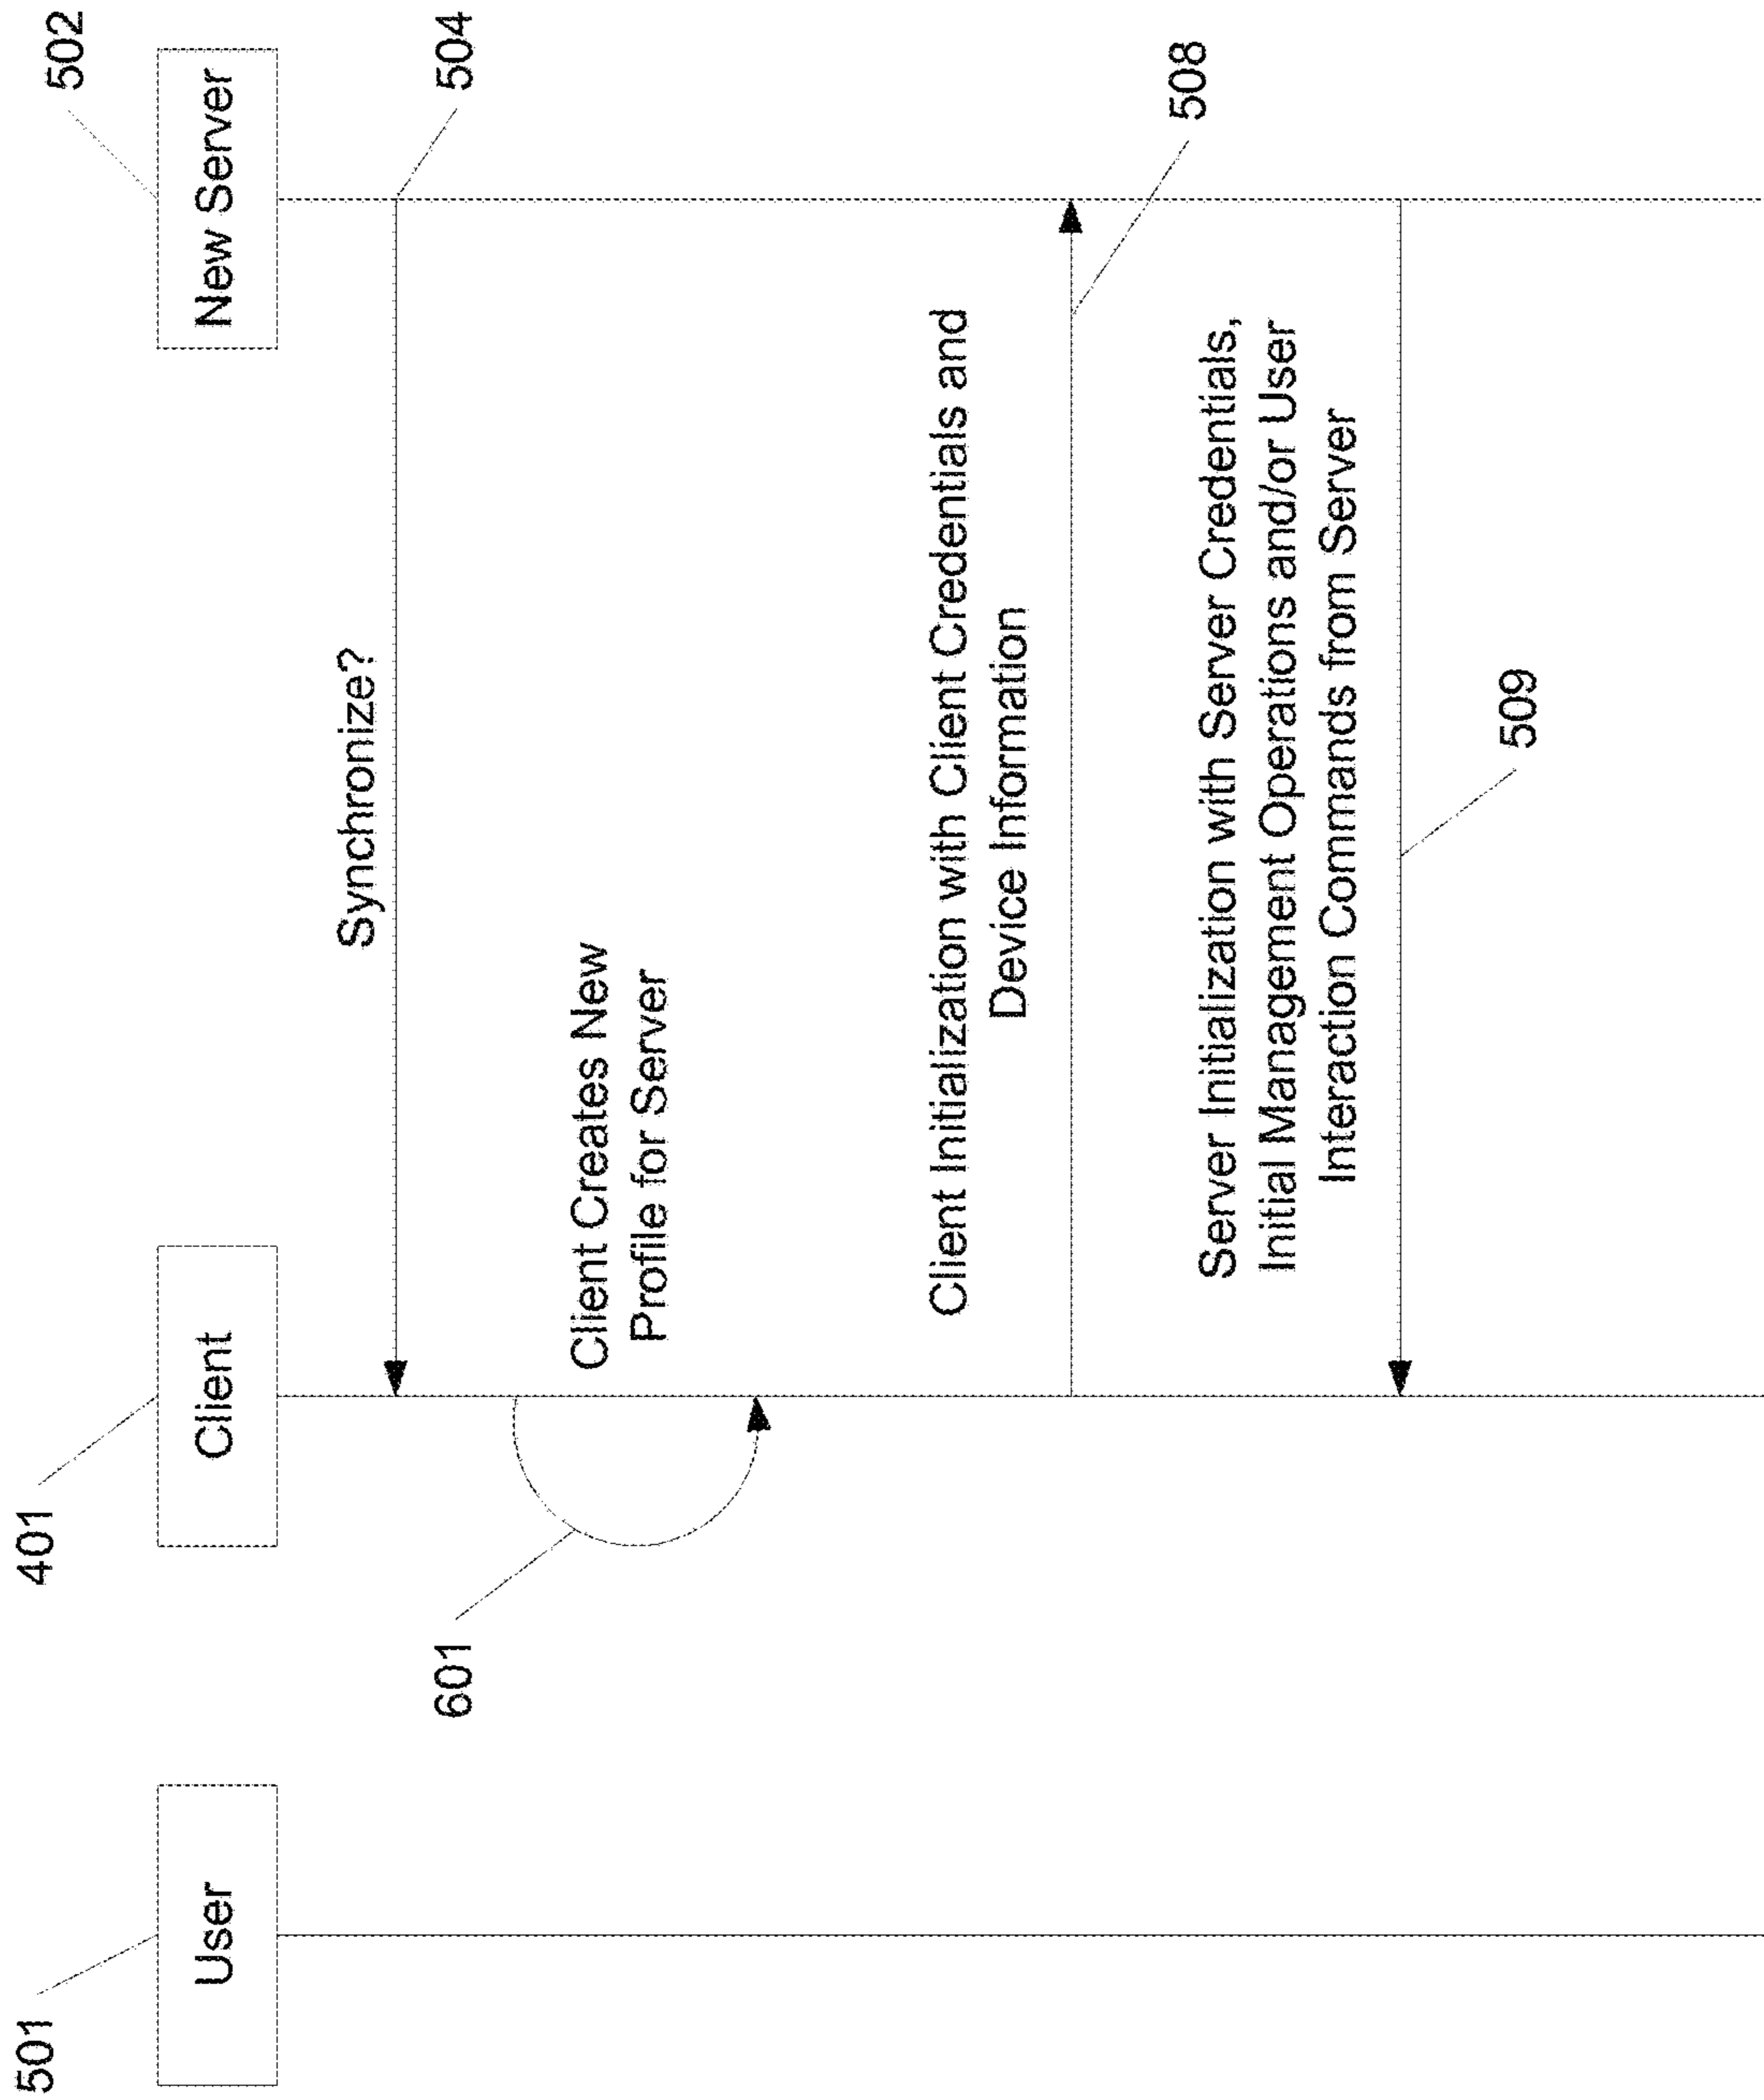 501
401
502
User
Client
New Server
504
Synchronize?
601
Client Creates New
Profile for Server
Client Initialization with Client Credentials and
Device Information
508
Server Initialization with Server Credentials,
Initial Management Operations and/or User
Interaction Commands from Server
509